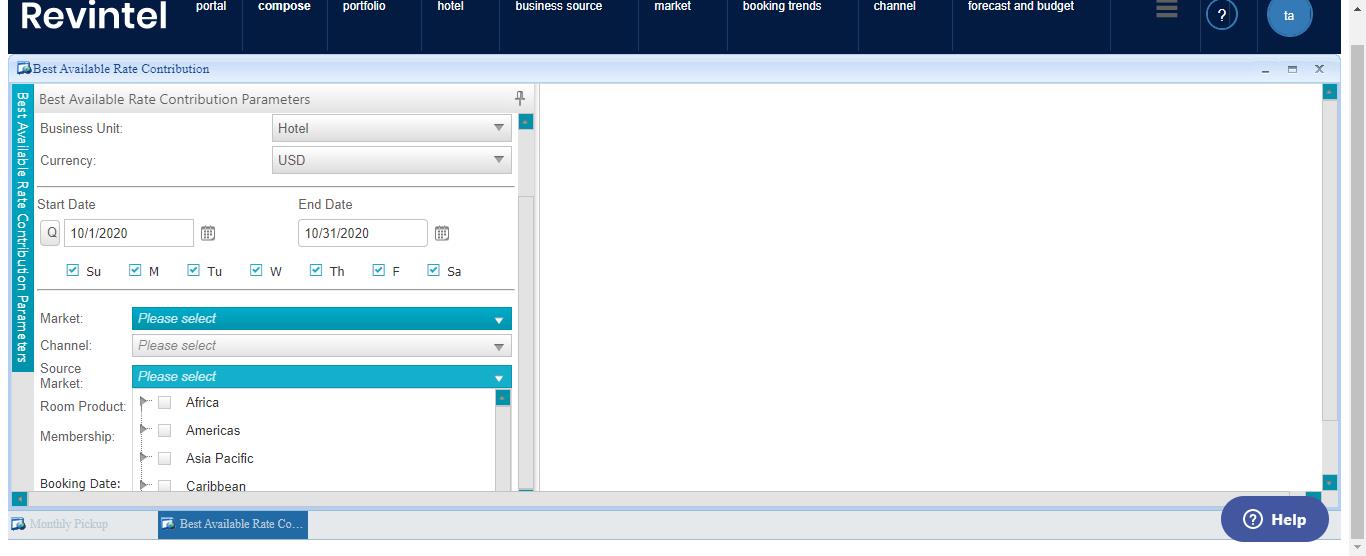 Revintel
portal compose portfolio hotel business source market booking trends channel forecast and budget
? ta
Best Available Rate Contribution
Best Available Rate Contribution Parameters
Best Available Rate Contribution Parameters
Business Unit: Hotel
Currency: USD
Start Date End Date
Q 10/1/2020 10/31/2020
Su M Tu W Th F Sa
Market: Please select
Channel: Please select
Source
Market: Please select
Room Product: Africa
Membership: Americas
Asia Pacific
Booking Date: Caribbean
Monthly Pickup Best Available Rate Co...
? Help